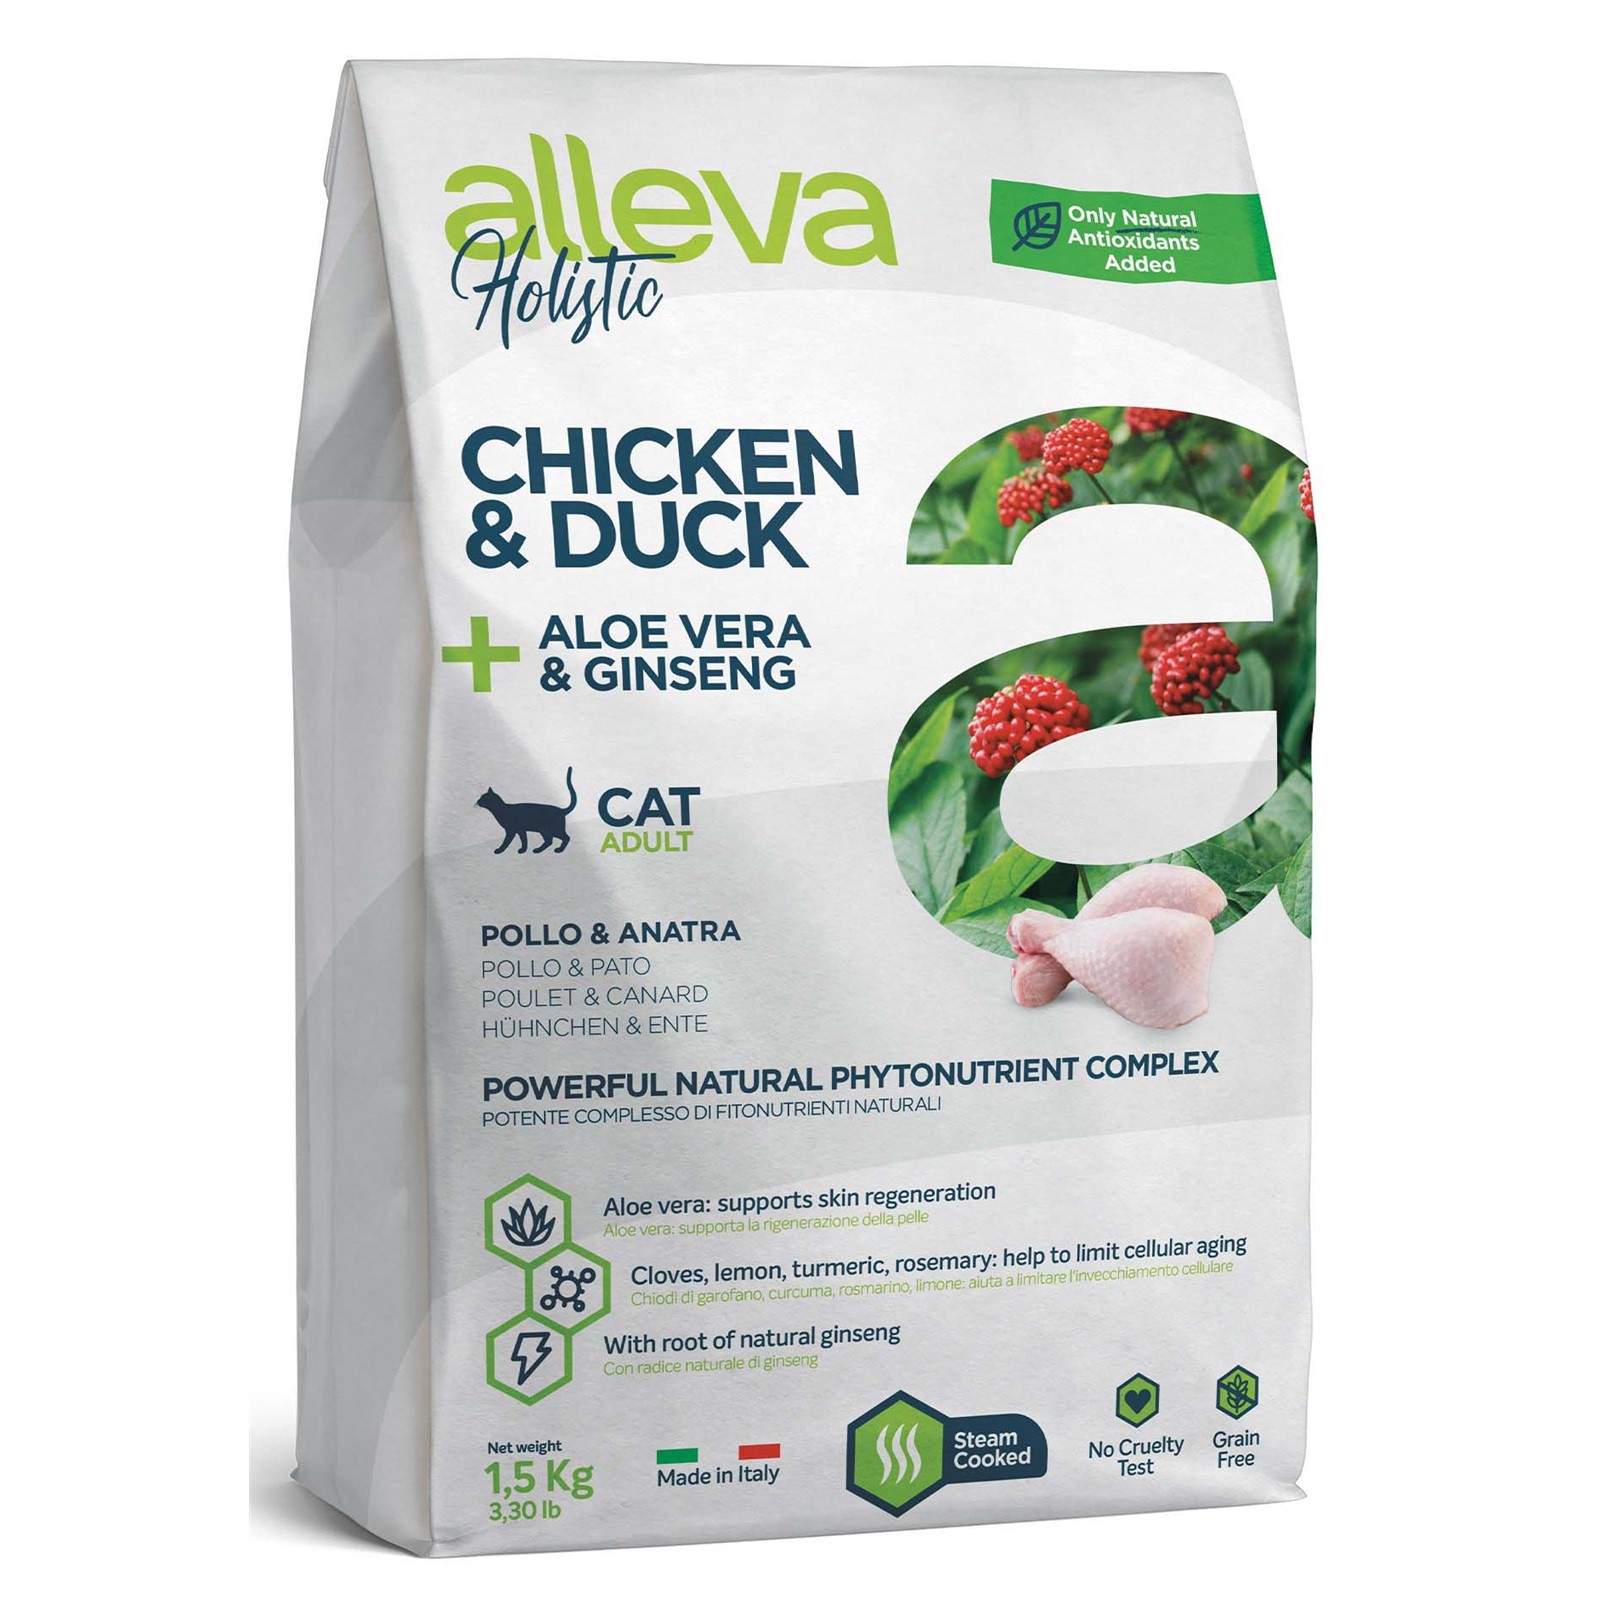 alleva
Holistic
Only Natural
Antioxidants
Added
CHICKEN
& DUCK
+ ALOE VERA
& GINSENG
CAT
ADULT
POLLO & ANATRA
POLLO & PATO
POULET & CANARD
HÜHNCHEN & ENTE
POWERFUL NATURAL PHYTONUTRIENT COMPLEX
POTENTE COMPLESSO DI FITONUTRIENTI NATURALI
Aloe vera: supports skin regeneration
Aloe vera: supporta la rigenerazione della pelle
Cloves, lemon, turmeric, rosemary: help to limit cellular aging
Chiodi di garofano, curcuma, rosmarino, limone: aiuta a limitare l'invecchiamento cellulare
With root of natural ginseng
Con radice naturale di ginseng
Net weight
1,5 Kg
3,30 lb
Made in Italy
Steam
Cooked
No Cruelty
Test
Grain
Free